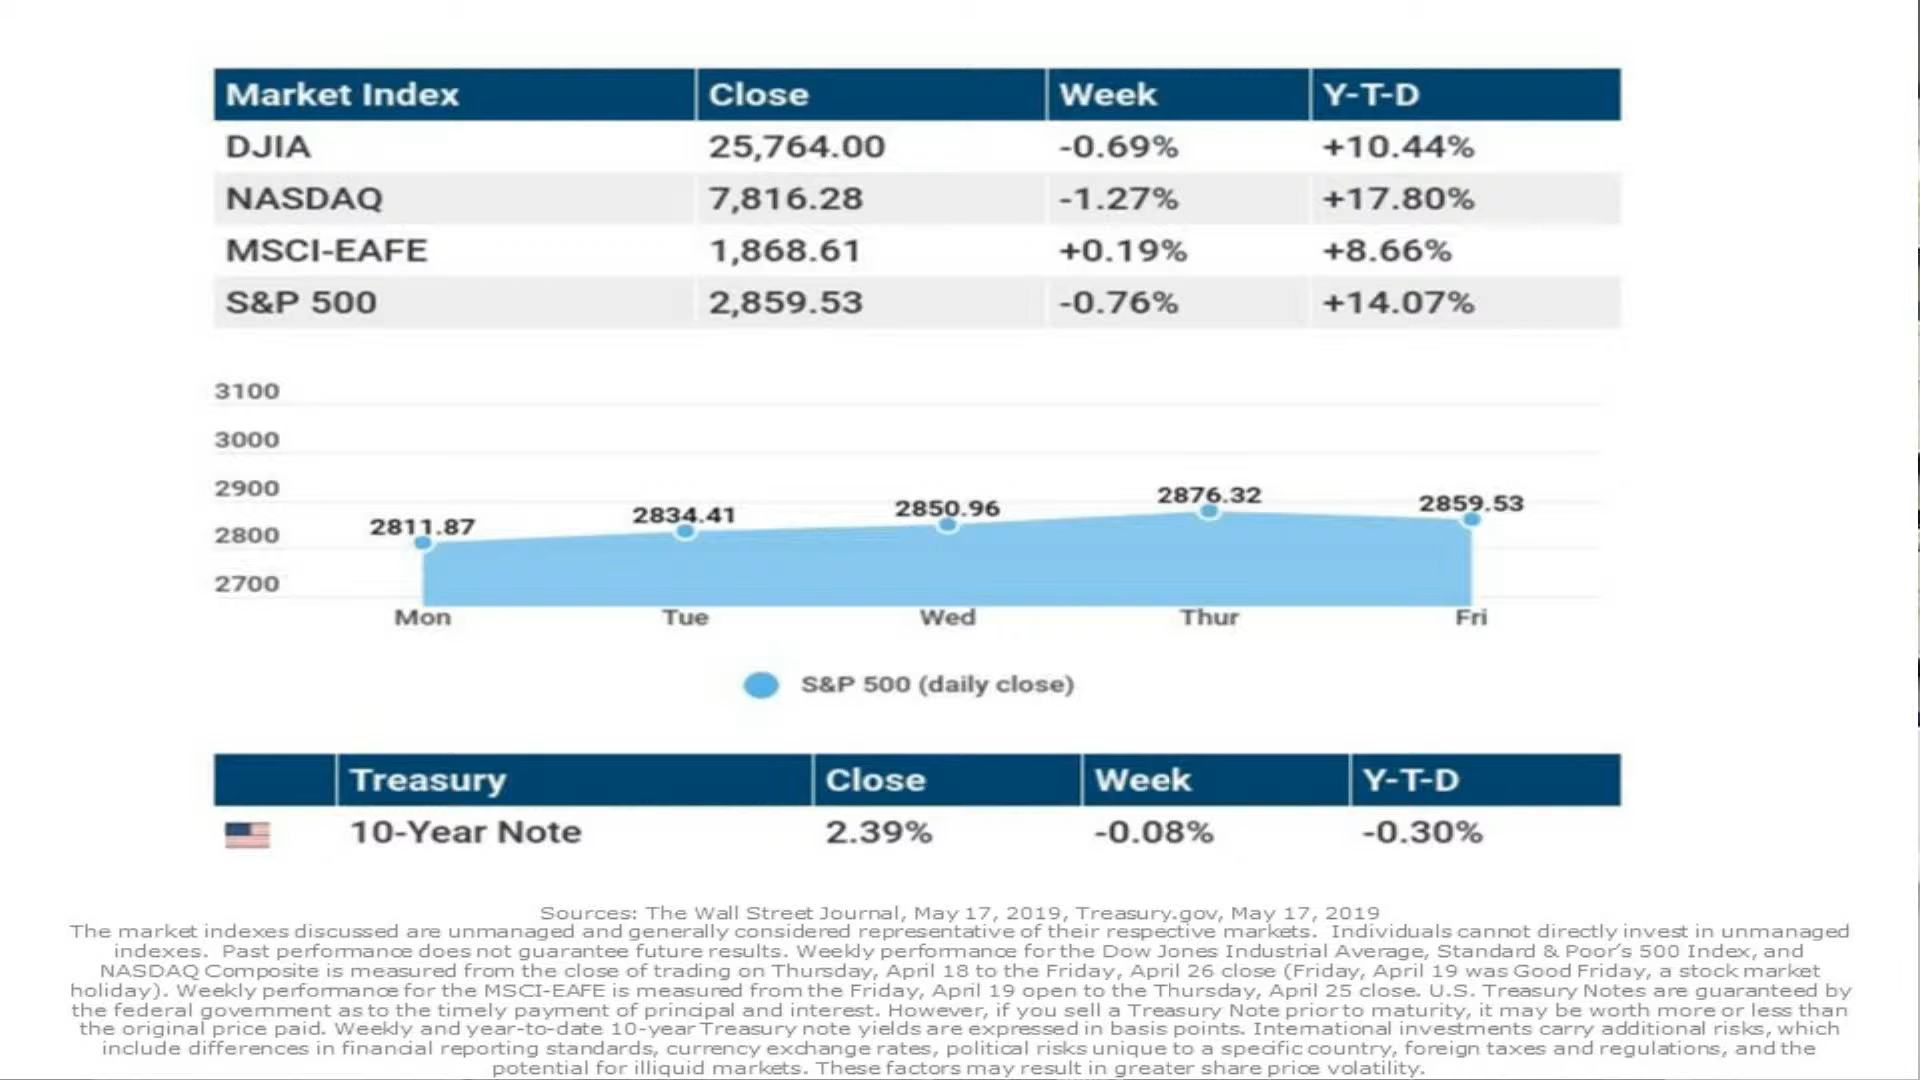 Market Index Close Week Y-T-D
DJIA 25,764.00 -0.69% +10.44%
NASDAQ 7,816.28 -1.27% +17.80%
MSCI-EAFE 1,868.61 +0.19% +8.66%
S&P 500 2,859.53 -0.76% +14.07%
3100
3000
2900
2800
2700
2811.87 2834.41 2850.96 2876.32 2859.53
Mon Tue Wed Thur Fri
S&P 500 (daily close)
Treasury Close Week Y-T-D
10-Year Note 2.39% -0.08% -0.30%
Sources: The Wall Street Journal, May 17, 2019, Treasury.gov, May 17, 2019
The market indexes discussed are unmanaged and generally considered representative of their respective markets. Individuals cannot directly invest in unmanaged
indexes. Past performance does not guarantee future results. Weekly performance for the Dow Jones Industrial Average, Standard & Poor's 500 Index, and
NASDAQ Composite is measured from the close of trading on Thursday, April 18 to the Friday, April 26 close (Friday, April 19 was Good Friday, a stock market
holiday). Weekly performance for the MSCI-EAFE is measured from the Friday, April 19 open to the Thursday, April 25 close. U.S. Treasury Notes are guaranteed by
the federal government as to the timely payment of principal and interest. However, if you sell a Treasury Note prior to maturity, it may be worth more or less than
the original price paid. Weekly and year-to-date 10-year Treasury note yields are expressed in basis points. International investments carry additional risks, which
include differences in financial reporting standards, currency exchange rates, political risks unique to a specific country, foreign taxes and regulations, and the
potential for illiquid markets. These factors may result in greater share price volatility.